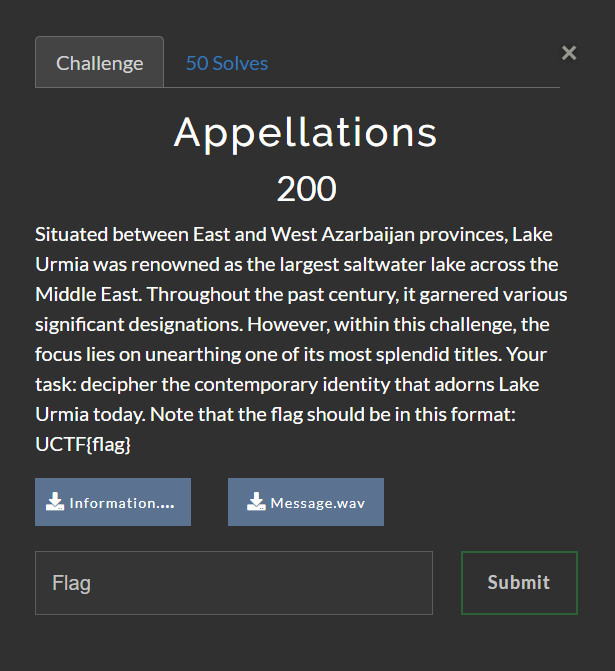 Challenge
50 Solves
×
Appellations
200
Situated between East and West Azarbaijan provinces, Lake
Urmia was renowned as the largest saltwater lake across the
Middle East. Throughout the past century, it garnered various
significant designations. However, within this challenge, the
focus lies on unearthing one of its most splendid titles. Your
task: decipher the contemporary identity that adorns Lake
Urmia today. Note that the flag should be in this format:
UCTF{flag}
Information....
Message.wav
Flag
Submit